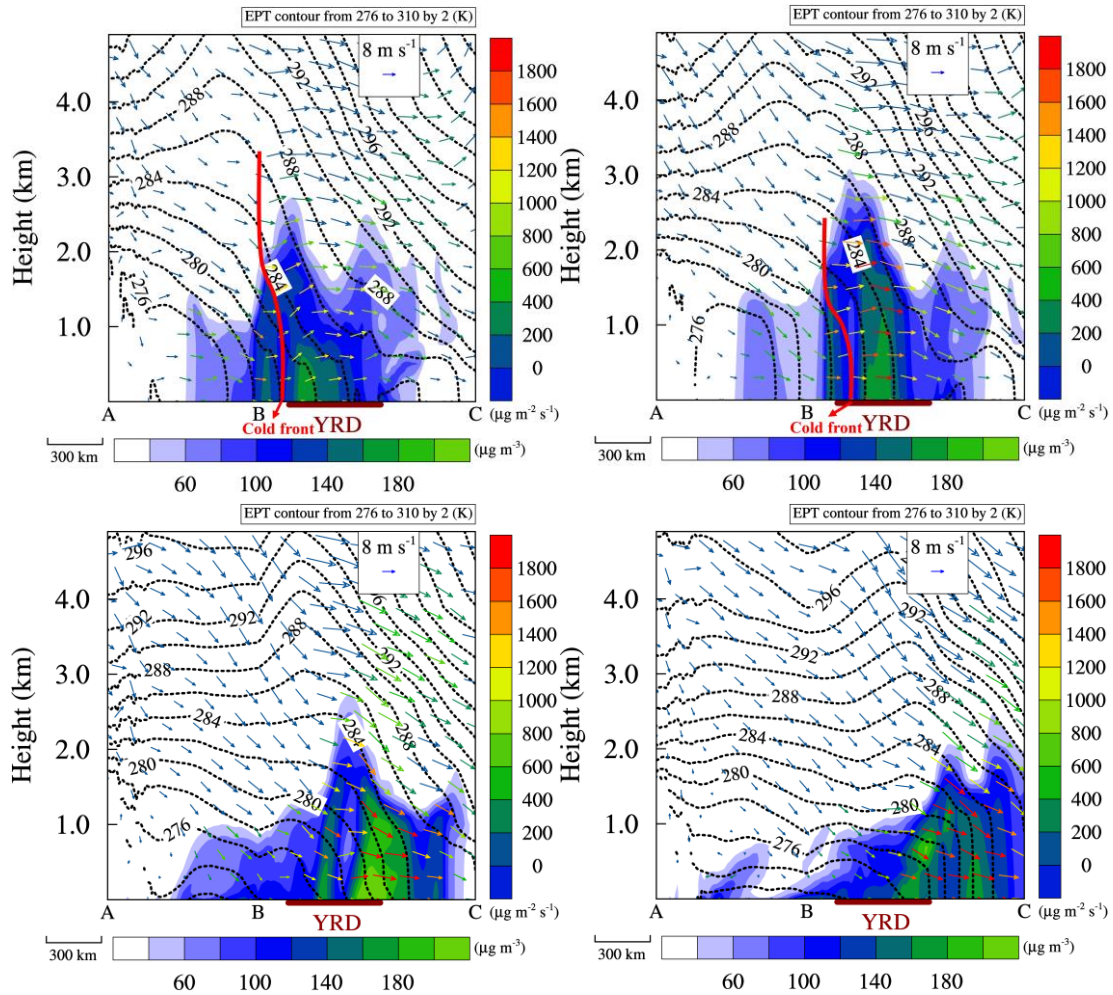 EPT contour from 276 to 310 by 2 (K)
8 m s⁻¹
Height (km)
4.0
3.0
2.0
1.0
292
288
296
288
284
292
280
284
276
288
A
B
C
Cold front
YRD
1800
1600
1400
1200
1000
800
600
400
200
0
(μg m⁻² s⁻¹)
300 km
60
100
140
180
(μg m⁻³)
EPT contour from 276 to 310 by 2 (K)
8 m s⁻¹
Height (km)
4.0
3.0
2.0
1.0
292
296
288
288
292
284
284
288
280
276
A
B
C
Cold front
YRD
1800
1600
1400
1200
1000
800
600
400
200
0
(μg m⁻² s⁻¹)
300 km
60
100
140
180
(μg m⁻³)
EPT contour from 276 to 310 by 2 (K)
8 m s⁻¹
Height (km)
4.0
3.0
2.0
1.0
296
296
292
292
288
292
288
284
284
288
280
280
276
A
B
C
YRD
1800
1600
1400
1200
1000
800
600
400
200
0
(μg m⁻² s⁻¹)
300 km
60
100
140
180
(μg m⁻³)
EPT contour from 276 to 310 by 2 (K)
8 m s⁻¹
Height (km)
4.0
3.0
2.0
1.0
296
296
292
292
288
288
284
284
280
280
276
A
B
C
YRD
1800
1600
1400
1200
1000
800
600
400
200
0
(μg m⁻² s⁻¹)
300 km
60
100
140
180
(μg m⁻³)